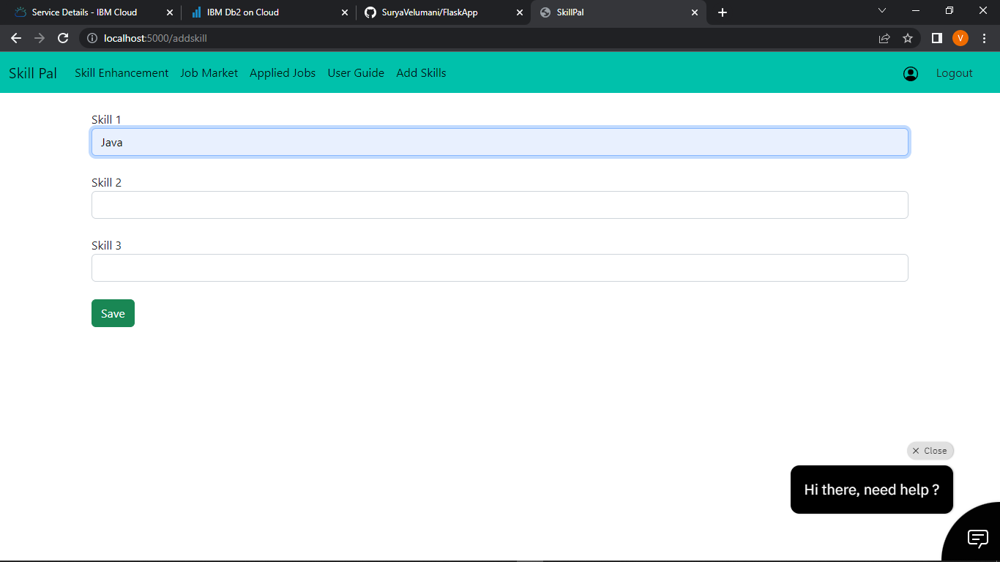 Service Details - IBM Cloud
IBM Db2 on Cloud
SuryaVelumani/FlaskApp
SkillPal
localhost:5000/addskill
V
Skill Pal
Skill Enhancement
Job Market
Applied Jobs
User Guide
Add Skills
Logout
Skill 1
Java
Skill 2
Skill 3
Save
Close
Hi there, need help ?